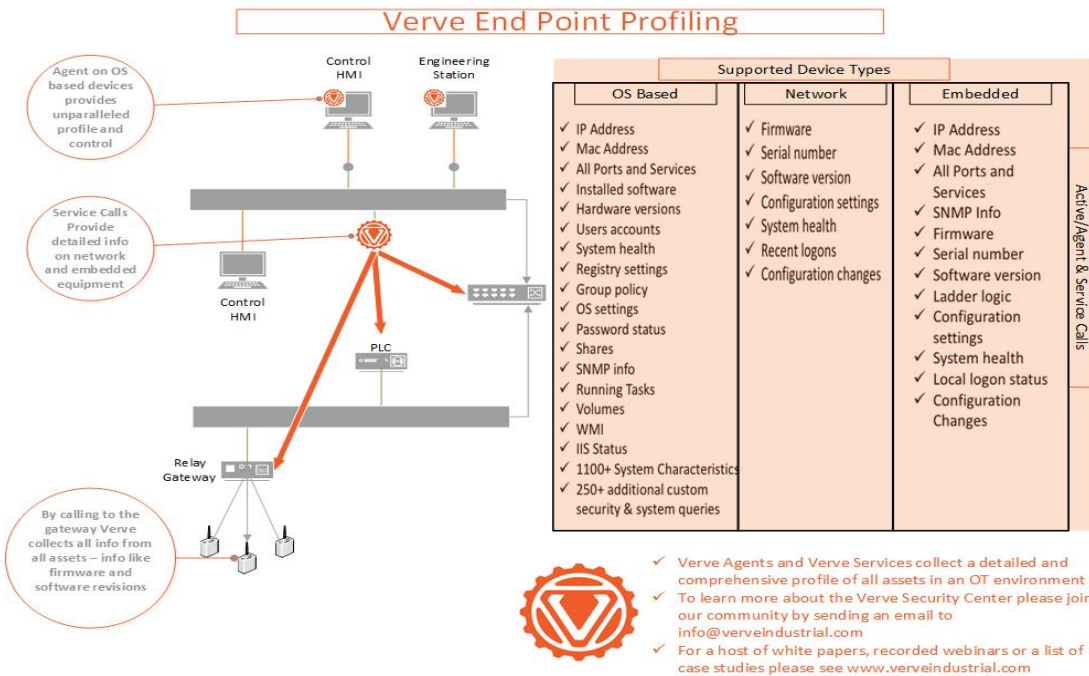 Verve End Point Profiling
Agent on OS
based devices
provides
unparalleled
profile and
control
Control
HMI
Engineering
Station
Service Calls
Provide
detailed info
on network
and embedded
equipment
Control
HMI
PLC
Relay
Gateway
By calling to the
gateway Verve
collects all info from
all assets – info like
firmware and
software revisions
Supported Device Types
OS Based
✓ IP Address
✓ Mac Address
✓ All Ports and Services
✓ Installed software
✓ Hardware versions
✓ Users accounts
✓ System health
✓ Registry settings
✓ Group policy
✓ OS settings
✓ Password status
✓ Shares
✓ SNMP info
✓ Running Tasks
✓ Volumes
✓ WMI
✓ IIS Status
✓ 1100+ System Characteristics
✓ 250+ additional custom
security & system queries
Network
✓ Firmware
✓ Serial number
✓ Software version
✓ Configuration settings
✓ System health
✓ Recent logons
✓ Configuration changes
Embedded
✓ IP Address
✓ Mac Address
✓ All Ports and
Services
✓ SNMP Info
✓ Firmware
✓ Serial number
✓ Software version
✓ Ladder logic
✓ Configuration
settings
✓ System health
✓ Local logon status
✓ Configuration
Changes
Active/Agent & Service Calls
✓ Verve Agents and Verve Services collect a detailed and
comprehensive profile of all assets in an OT environment
✓ To learn more about the Verve Security Center please join
our community by sending an email to
info@verveindustrial.com
✓ For a host of white papers, recorded webinars or a list of
case studies please see www.verveindustrial.com